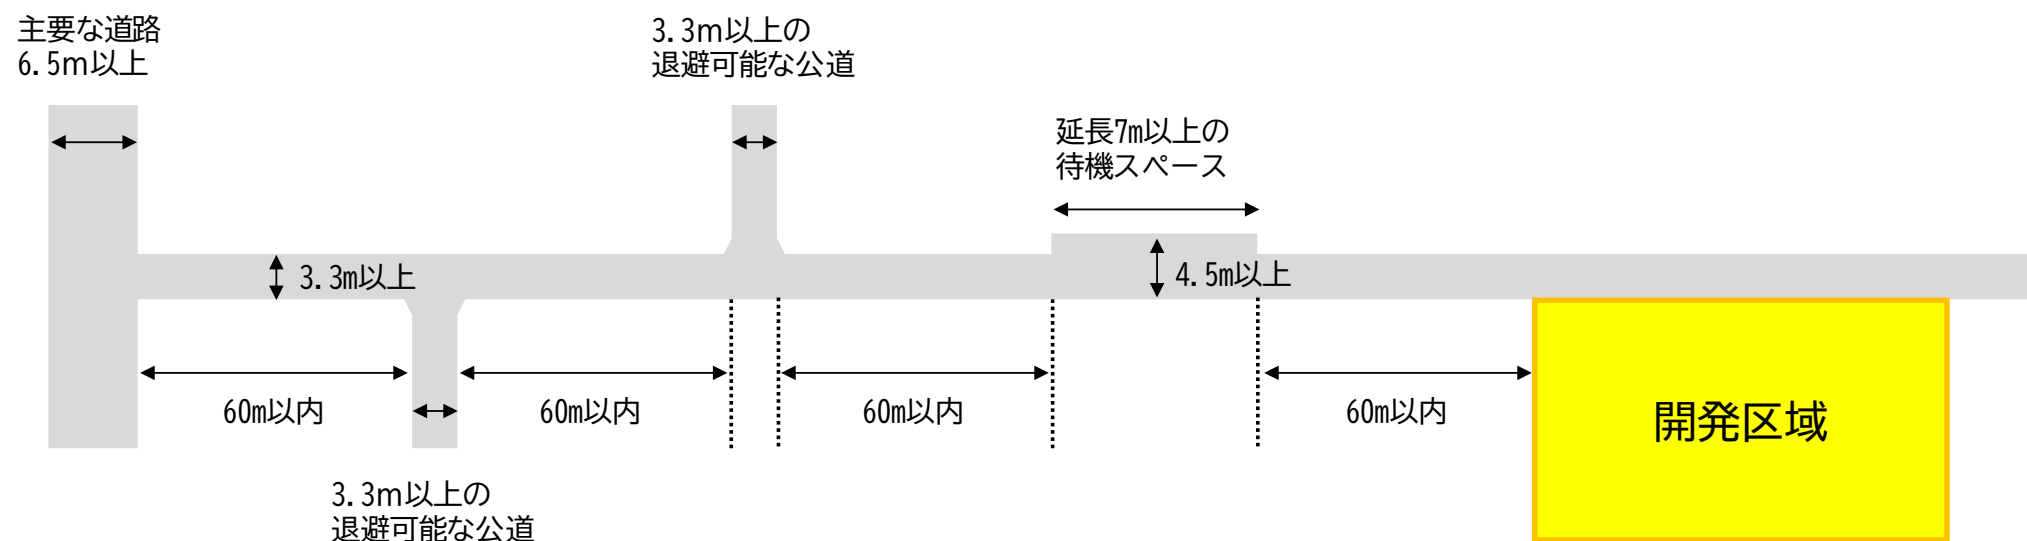 主要な道路
6.5m以上
3.3m以上の
退避可能な公道
延長7m以上の
待機スペース
3.3m以上
4.5m以上
60m以内
60m以内
60m以内
60m以内
開発区域
3.3m以上の
退避可能な公道